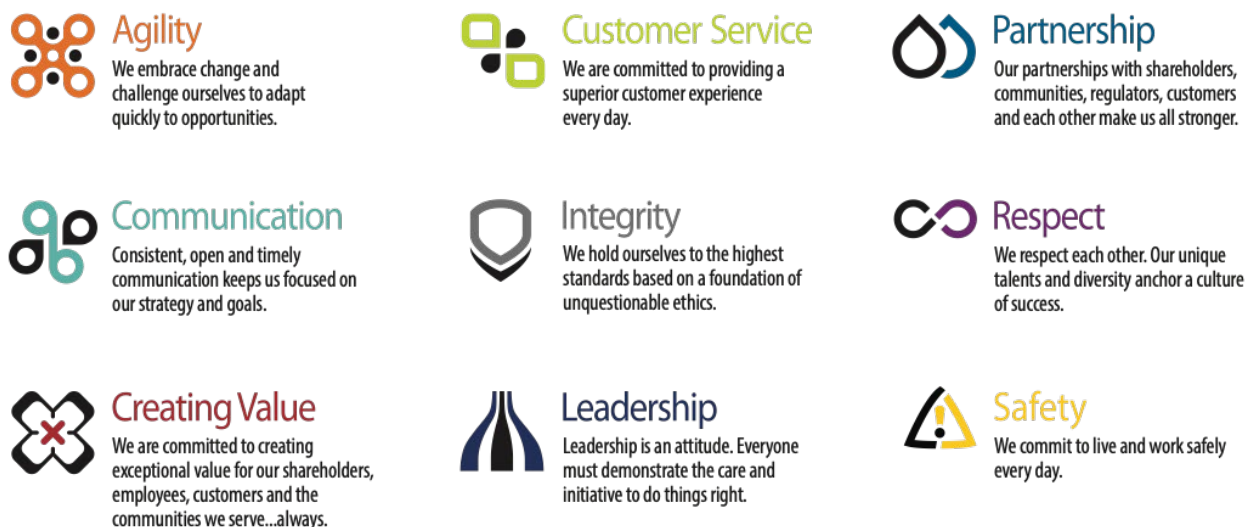 Agility
We embrace change and
challenge ourselves to adapt
quickly to opportunities.
Customer Service
We are committed to providing a
superior customer experience
every day.
Partnership
Our partnerships with shareholders,
communities, regulators, customers
and each other make us all stronger.
Communication
Consistent, open and timely
communication keeps us focused on
our strategy and goals.
Integrity
We hold ourselves to the highest
standards based on a foundation of
unquestionable ethics.
Respect
We respect each other. Our unique
talents and diversity anchor a culture
of success.
Creating Value
We are committed to creating
exceptional value for our shareholders,
employees, customers and the
communities we serve...always.
Leadership
Leadership is an attitude. Everyone
must demonstrate the care and
initiative to do things right.
Safety
We commit to live and work safely
every day.